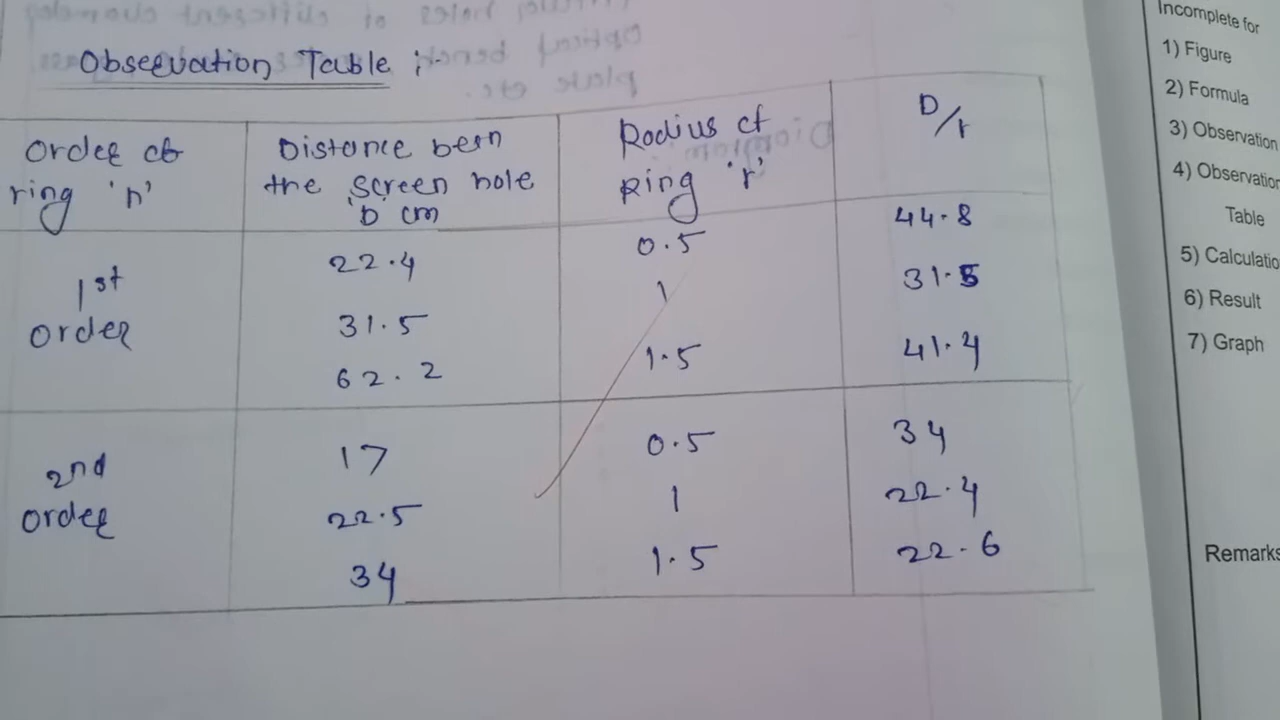 Observation Table :-
Order of ring 'n'
Distance betn the screen hole 'D' cm
Radius of Ring 'r'
D/r
1st order
22.4 0.5 44.8
31.5 1 31.5
62.2 1.5 41.4
2nd order
17 0.5 34
22.5 1 22.4
34 1.5 22.6
Incomplete for
1) Figure
2) Formula
3) Observation
4) Observation
Table
5) Calculatio
6) Result
7) Graph
Remarks